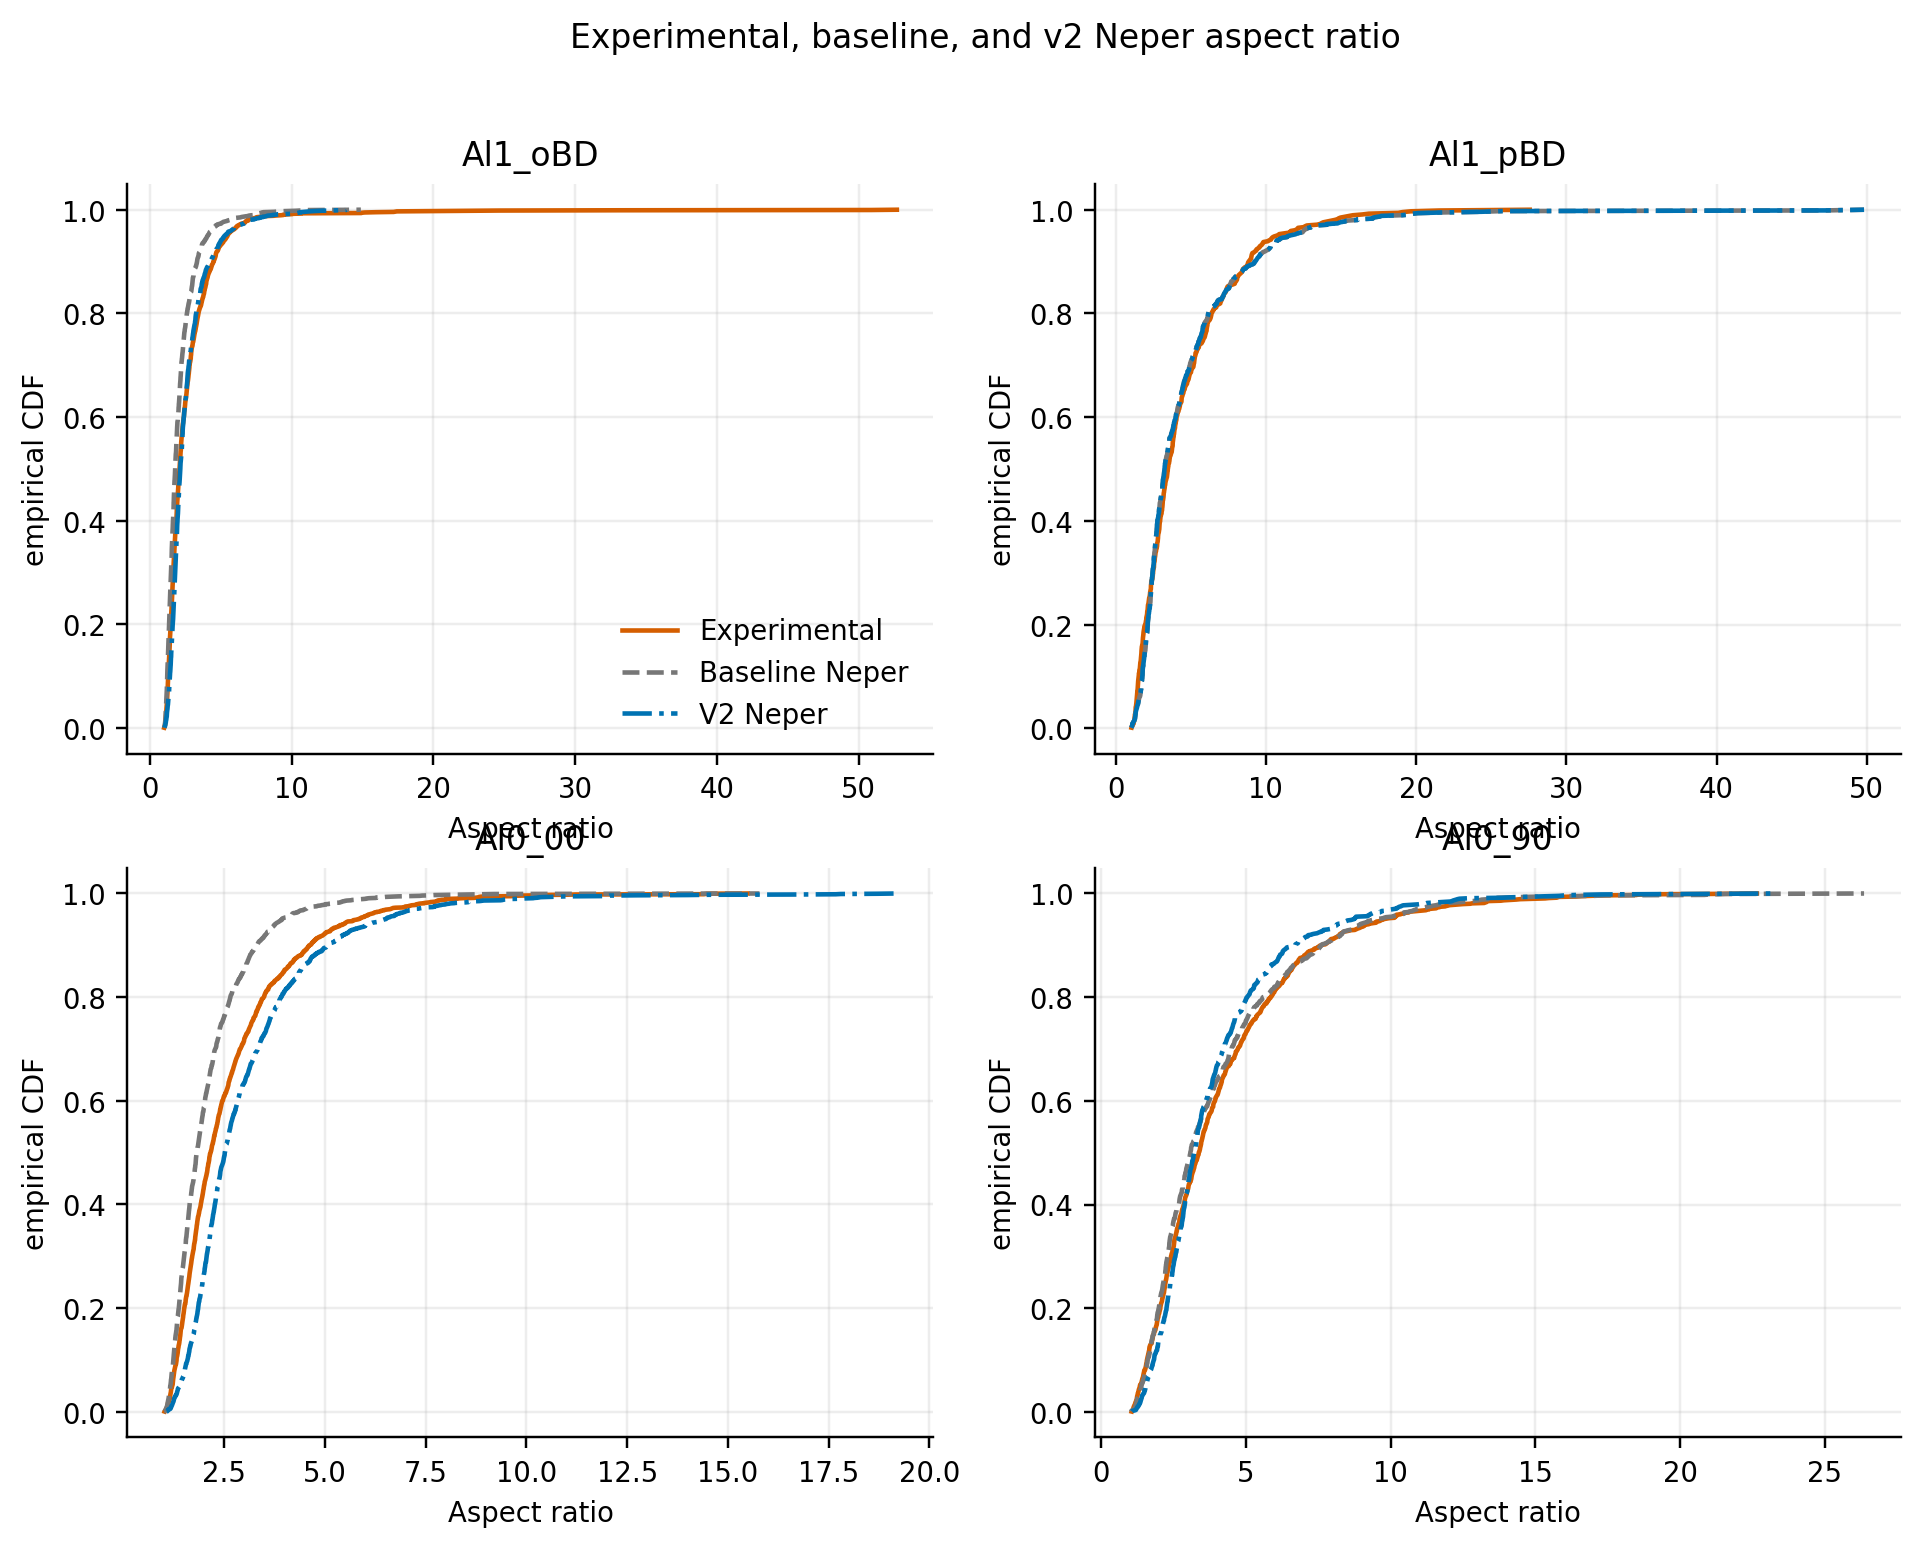 Experimental, baseline, and v2 Neper aspect ratio
Al1_oBD
1.0
0.8
0.6
0.4
0.2
0.0
empirical CDF
Experimental
Baseline Neper
V2 Neper
0 10 20 30 40 50
Aspect ratio
Al1_pBD
1.0
0.8
0.6
0.4
0.2
0.0
empirical CDF
0 10 20 30 40 50
Aspect ratio
Al0_00
1.0
0.8
0.6
0.4
0.2
0.0
empirical CDF
2.5 5.0 7.5 10.0 12.5 15.0 17.5 20.0
Aspect ratio
Al0_90
1.0
0.8
0.6
0.4
0.2
0.0
empirical CDF
0 5 10 15 20 25
Aspect ratio